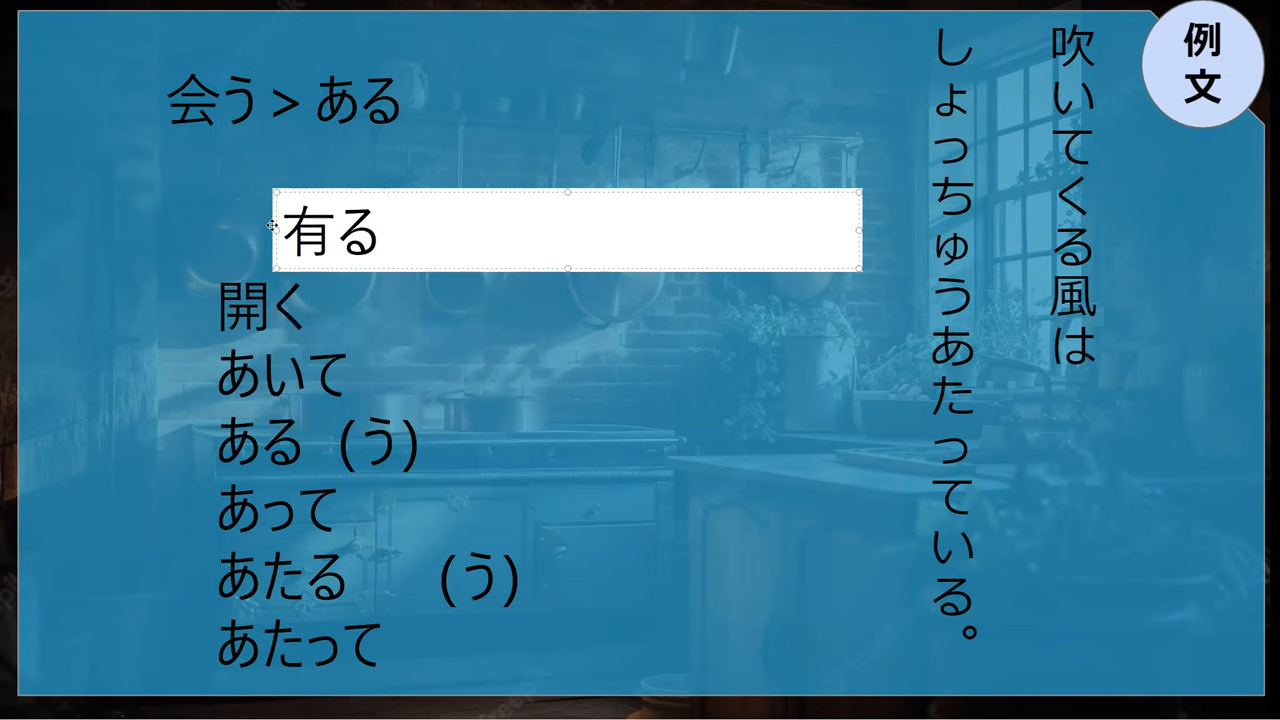 例文
吹いてくる風は
しょっちゅうあたっている。
会う > ある
有る
開く
あいて
ある (う)
あって
あたる (う)
あたって